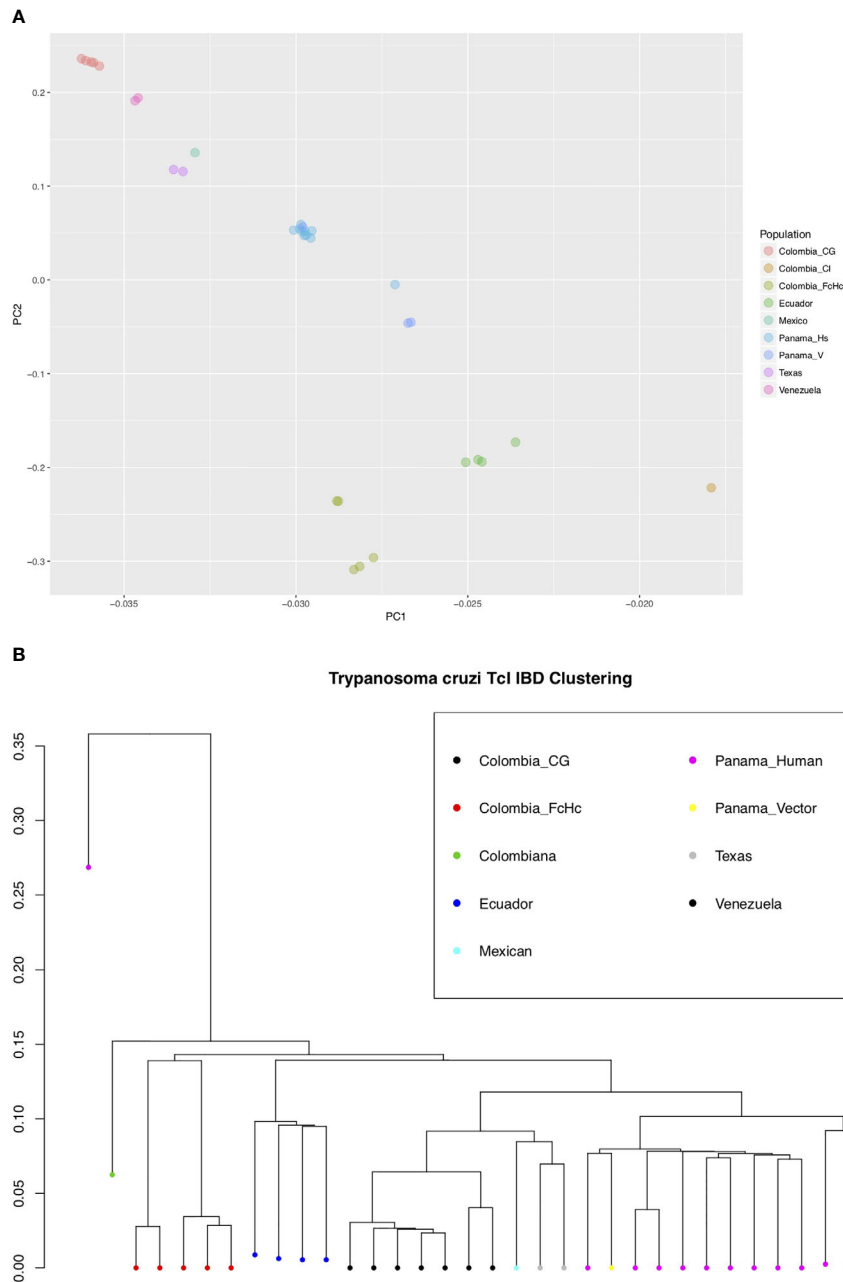 A
0.2
0.1
0.0
−0.1
−0.2
−0.3
PC2
−0.035
−0.030
−0.025
−0.020
PC1
Population
Colombia_CG
Colombia_Cl
Colombia_FcHc
Ecuador
Mexico
Panama_Hs
Panama_V
Texas
Venezuela
B
Trypanosoma cruzi TcI IBD Clustering
0.35
0.30
0.25
0.20
0.15
0.10
0.05
0.00
Colombia_CG
Colombia_FcHc
Colombiana
Ecuador
Mexican
Panama_Human
Panama_Vector
Texas
Venezuela